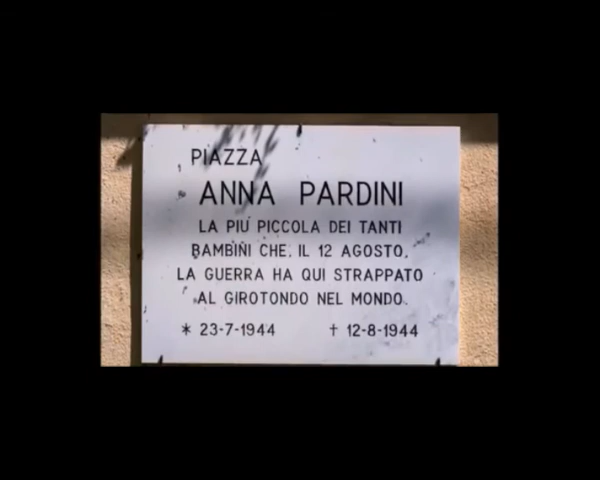 PIAZZA
ANNA PARDINI
LA PIU' PICCOLA DEI TANTI
BAMBINI CHE, IL 12 AGOSTO,
LA GUERRA HA QUI STRAPPATO
AL GIROTONDO NEL MONDO.
* 23-7-1944 † 12-8-1944